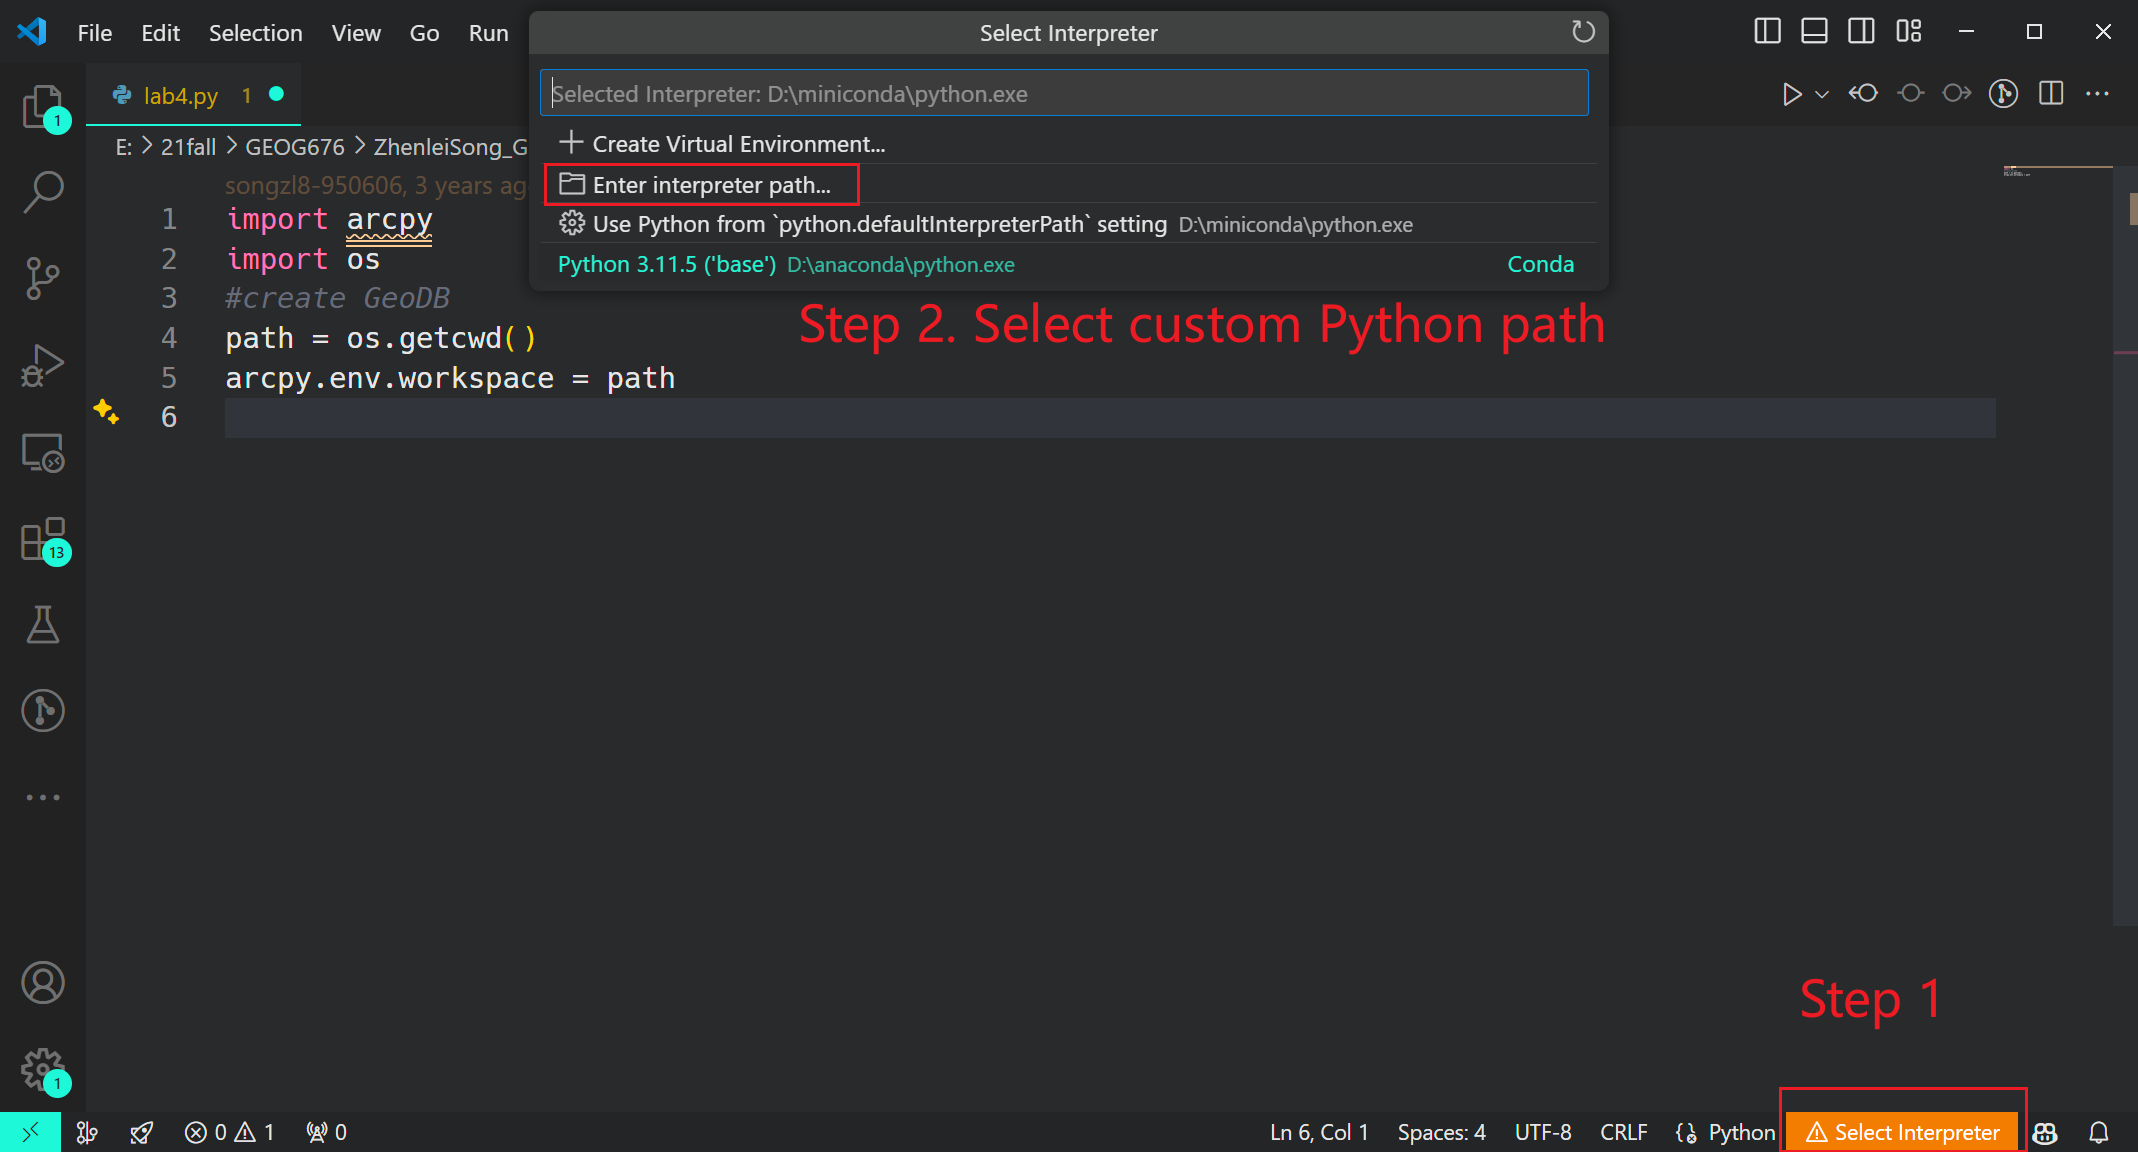 File Edit Selection View Go Run
Select Interpreter
lab4.py 1
Selected Interpreter: D:\miniconda\python.exe
1
E: > 21fall > GEOG676 > ZhenleiSong_G
Create Virtual Environment...
songzl8-950606, 3 years ag
Enter interpreter path...
1 import arcpy
Use Python from `python.defaultInterpreterPath` setting D:\miniconda\python.exe
2 import os
Python 3.11.5 ('base') D:\anaconda\python.exe Conda
3 #create GeoDB
Step 2. Select custom Python path
4 path = os.getcwd()
5 arcpy.env.workspace = path
6
13
Step 1
1
0 1 0 Ln 6, Col 1 Spaces: 4 UTF-8 CRLF Python Select Interpreter